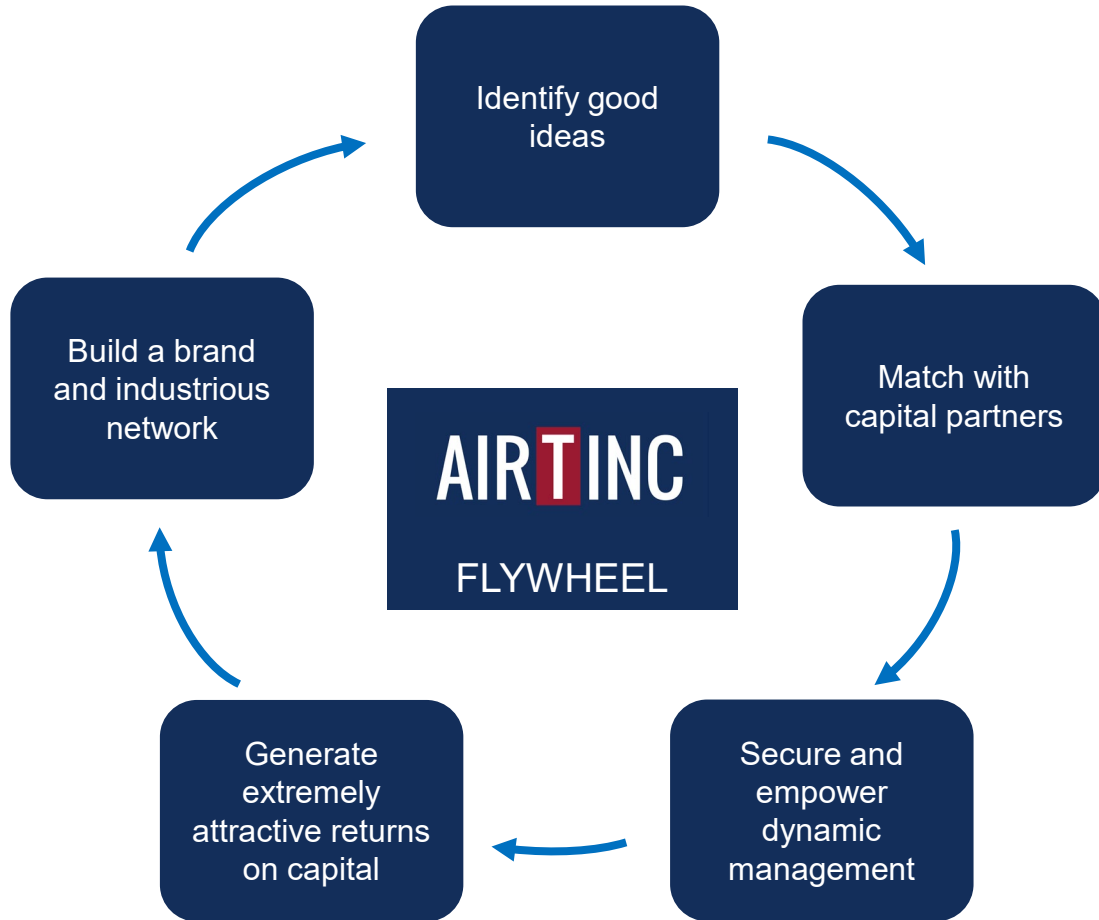 Identify good
ideas
Match with
capital partners
Secure and
empower
dynamic
management
Generate
extremely
attractive returns
on capital
Build a brand
and industrious
network
AIRTINC
FLYWHEEL